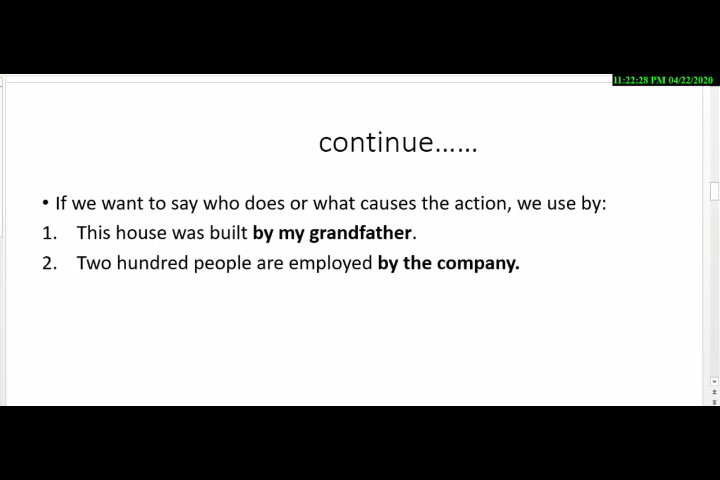 11:22:28 PM 04/22/2020
continue......
• If we want to say who does or what causes the action, we use by:
1. This house was built by my grandfather.
2. Two hundred people are employed by the company.